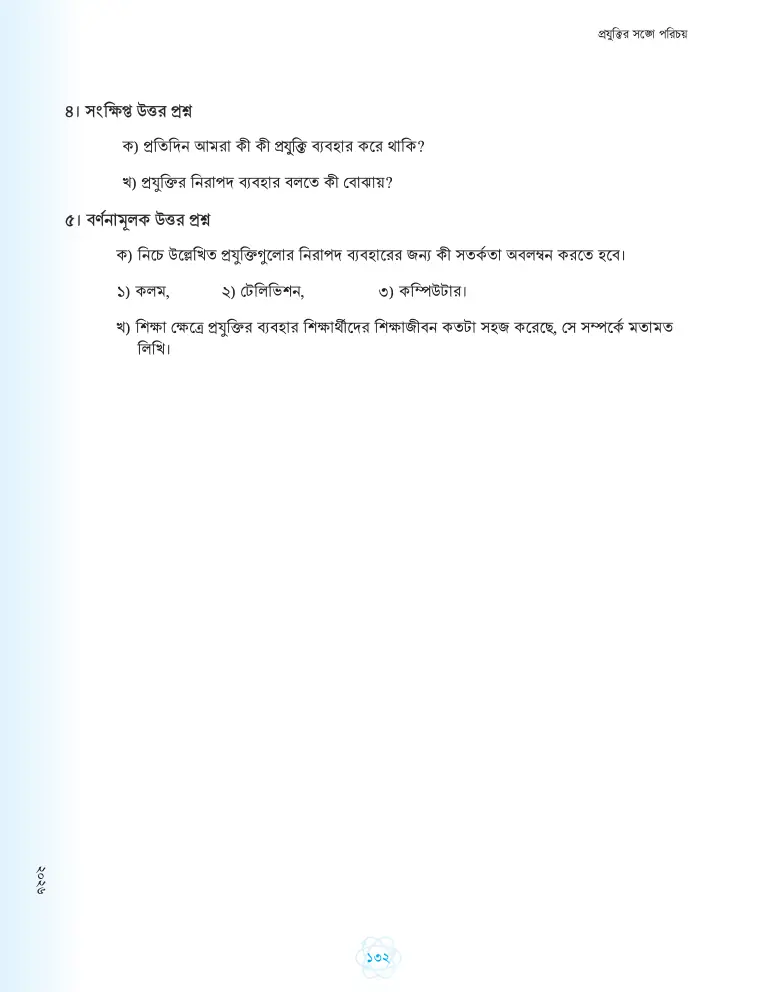 প্রযুক্তির সঙ্গে পরিচয়
৪। সংক্ষিপ্ত উত্তর প্রশ্ন
ক) প্রতিদিন আমরা কী কী প্রযুক্তি ব্যবহার করে থাকি?
খ) প্রযুক্তির নিরাপদ ব্যবহার বলতে কী বোঝায়?
৫। বর্ণনামূলক উত্তর প্রশ্ন
ক) নিচে উল্লেখিত প্রযুক্তিগুলোর নিরাপদ ব্যবহারের জন্য কী সতর্কতা অবলম্বন করতে হবে।
১) কলম, ২) টেলিভিশন, ৩) কম্পিউটার।
খ) শিক্ষা ক্ষেত্রে প্রযুক্তির ব্যবহার শিক্ষার্থীদের শিক্ষাজীবন কতটা সহজ করেছে, সে সম্পর্কে মতামত
লিখি।
২০২৫
১৩২